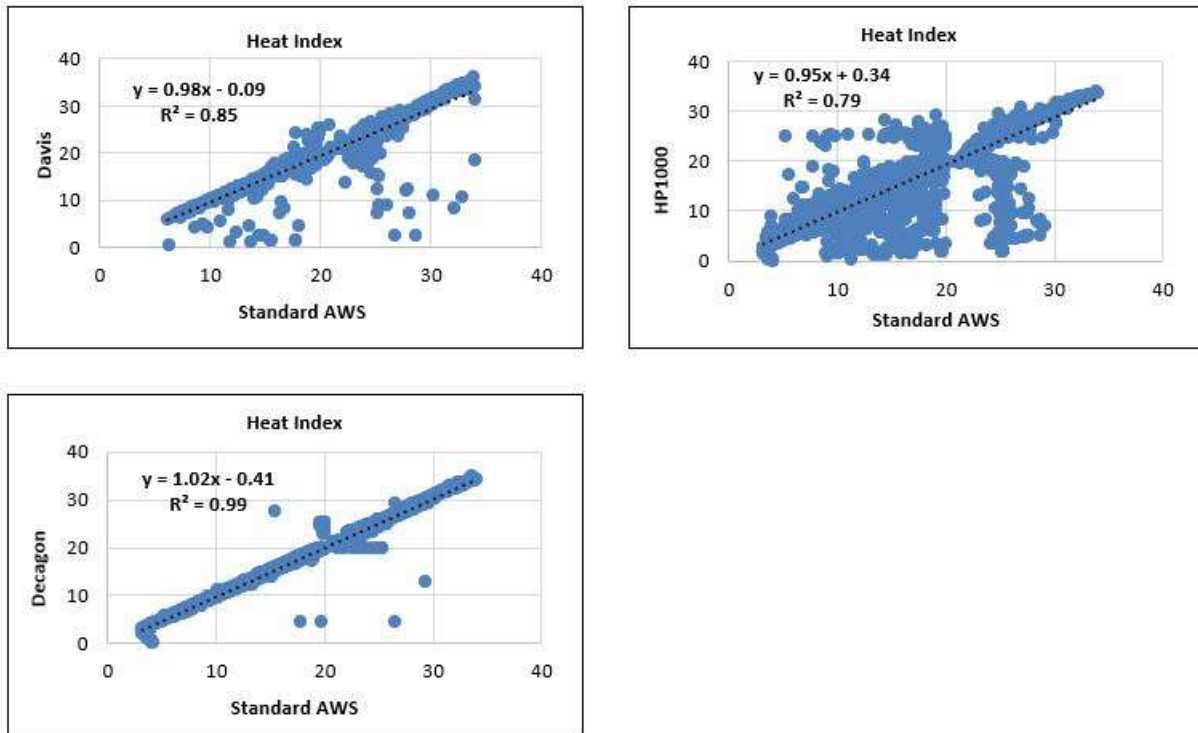 Heat Index
40
y = 0.98x - 0.09
R² = 0.85
30
20
10
0
Davis
0 10 20 30 40
Standard AWS
Heat Index
40
y = 0.95x + 0.34
R² = 0.79
30
20
10
0
HP1000
0 10 20 30 40
Standard AWS
Heat Index
40
y = 1.02x - 0.41
R² = 0.99
30
20
10
0
Decagon
0 10 20 30 40
Standard AWS